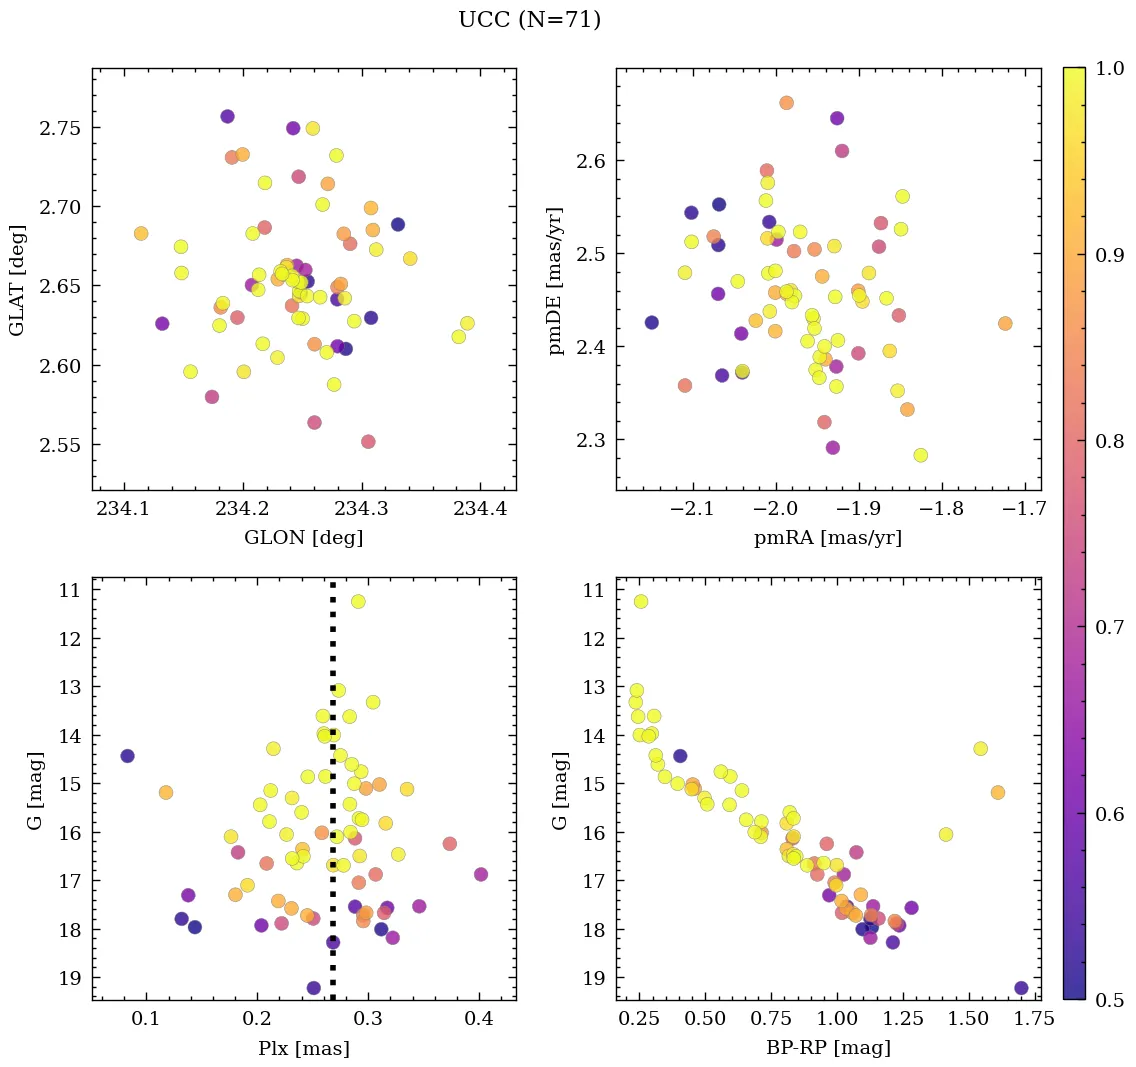 UCC (N=71)
2.75
2.70
2.65
2.60
2.55
GLAT [deg]
234.1 234.2 234.3 234.4
GLON [deg]
2.6
2.5
2.4
2.3
pmDE [mas/yr]
−2.1 −2.0 −1.9 −1.8 −1.7
pmRA [mas/yr]
11
12
13
14
15
16
17
18
19
G [mag]
0.1 0.2 0.3 0.4
Plx [mas]
11
12
13
14
15
16
17
18
19
G [mag]
0.25 0.50 0.75 1.00 1.25 1.50 1.75
BP-RP [mag]
1.0
0.9
0.8
0.7
0.6
0.5